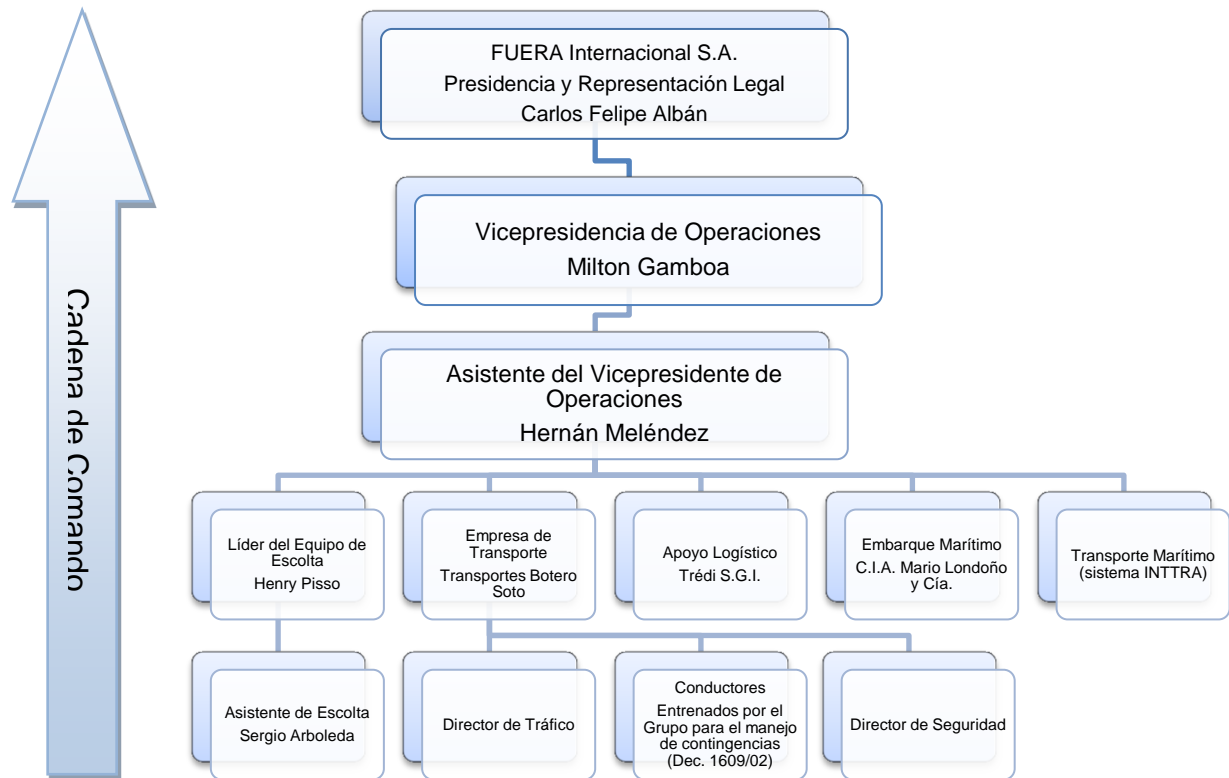 FUERA Internacional S.A.
Presidencia y Representación Legal
Carlos Felipe Albán
Vicepresidencia de Operaciones
Milton Gamboa
Asistente del Vicepresidente de
Operaciones
Hernán Meléndez
Cadena de Comando
Líder del Equipo de
Escolta
Henry Pisso
Empresa de
Transporte
Transportes Botero
Soto
Apoyo Logístico
Trédi S.G.I.
Embarque Marítimo
C.I.A. Mario Londoño
y Cía.
Transporte Marítimo
(sistema INTTRA)
Asistente de Escolta
Sergio Arboleda
Director de Tráfico
Conductores
Entrenados por el
Grupo para el manejo
de contingencias
(Dec. 1609/02)
Director de Seguridad